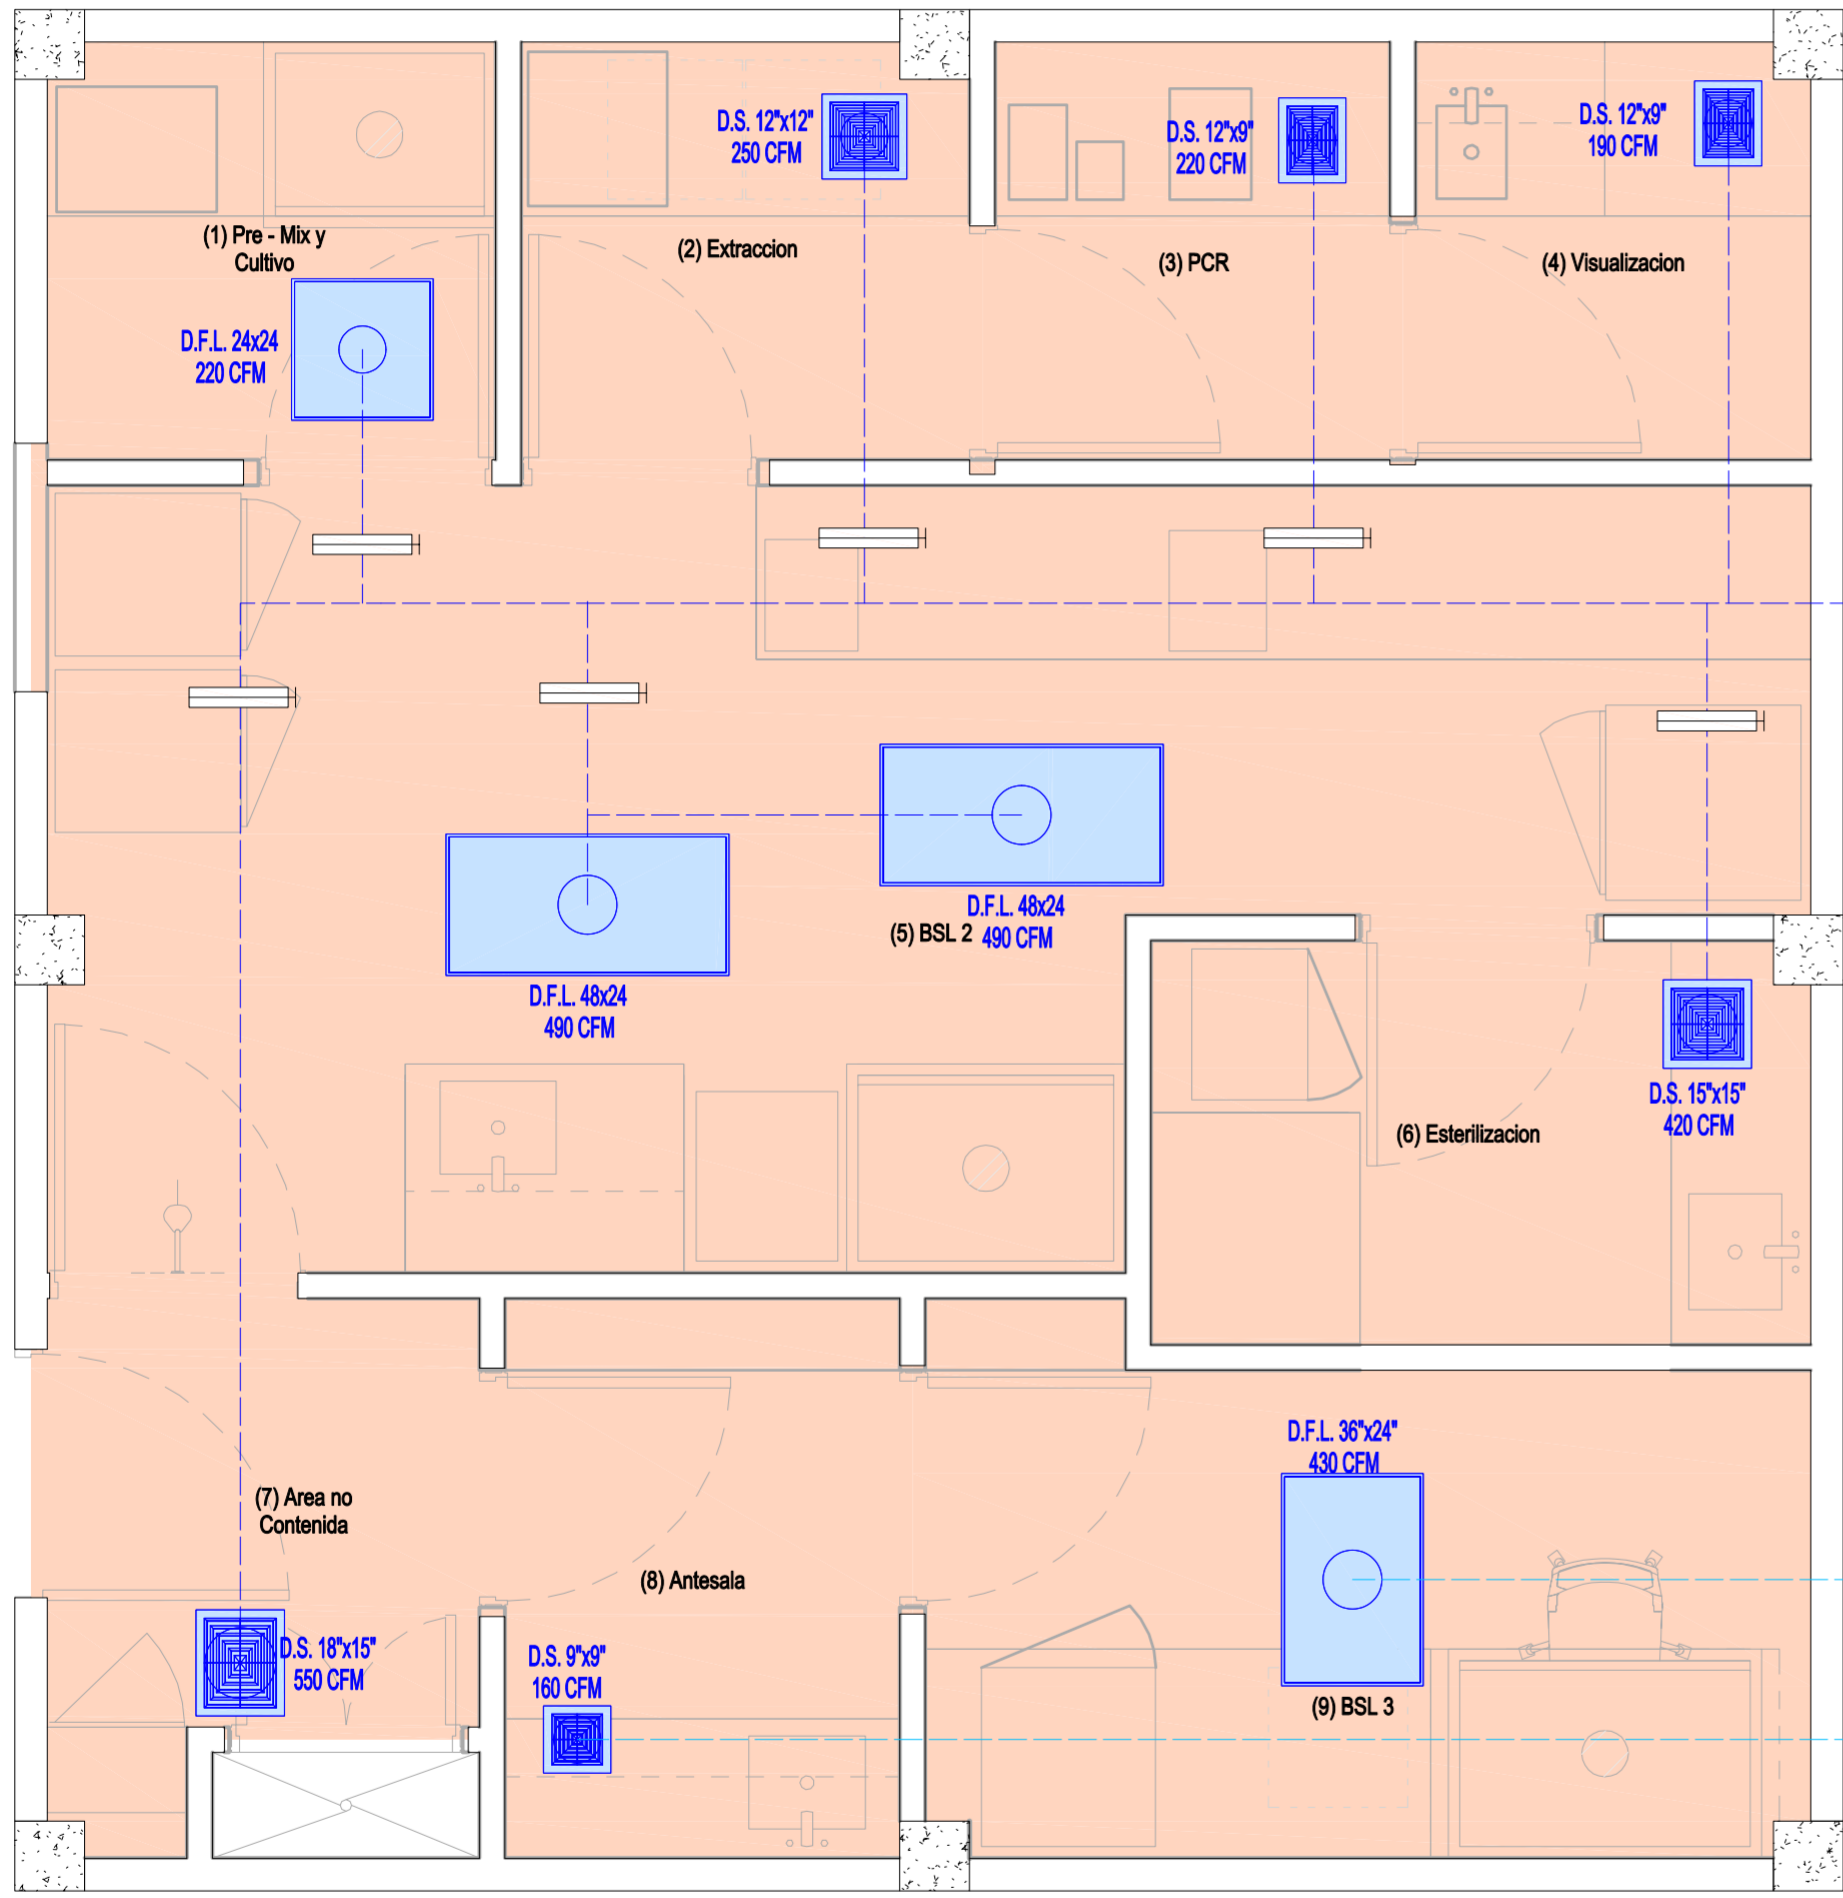 D.S. 12"x12"
250 CFM
D.S. 12"x9"
220 CFM
D.S. 12"x9"
190 CFM
(1) Pre - Mix y
Cultivo
(2) Extraccion
(3) PCR
(4) Visualizacion
D.F.L. 24x24
220 CFM
D.F.L. 48x24
490 CFM
(5) BSL 2
D.F.L. 48x24
490 CFM
D.S. 15"x15"
420 CFM
(6) Esterilizacion
D.F.L. 36"x24"
430 CFM
(7) Area no
Contenida
(8) Antesala
D.S. 18"x15"
550 CFM
D.S. 9"x9"
160 CFM
(9) BSL 3